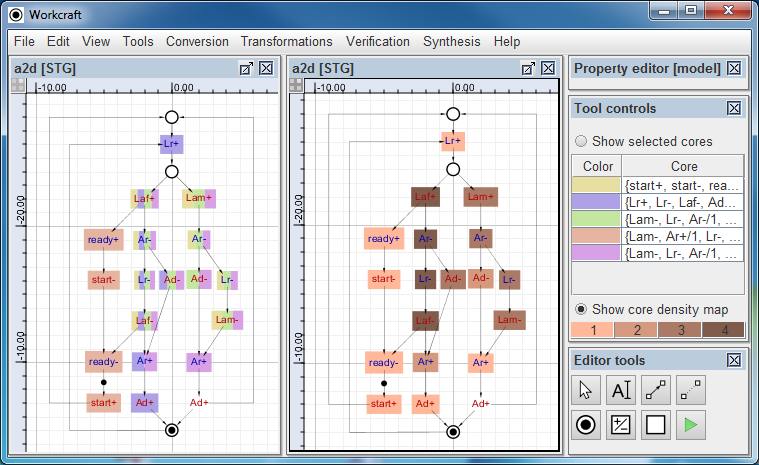 Workcraft
File Edit View Tools Conversion Transformations Verification Synthesis Help
a2d [STG]
-10.00 0.00
-20.00
-10.00
Lr+
Laf+ Lam+
ready+ Ar- Ar-
start- Lr- Ad- Ad- Lr-
Laf- Lam-
ready- Ar+ Ar+
start+ Ad+ Ad+
a2d [STG]
-10.00 0.00
-20.00
-10.00
Lr+
Laf+ Lam+
ready+ Ar- Ar-
start- Lr- Ad- Ad- Lr-
Laf- Lam-
ready- Ar+ Ar+
start+ Ad+ Ad+
Property editor [model]
Tool controls
Show selected cores
Color Core
{start+, start-, rea...
{Lr+, Lr-, Laf-, Ad...
{Lam-, Lr-, Ar-/1, ...
{Lam-, Ar+/1, Lr-, ...
{Lam-, Lr-, Ar-/1, ...
Show core density map
1 2 3 4
Editor tools
A